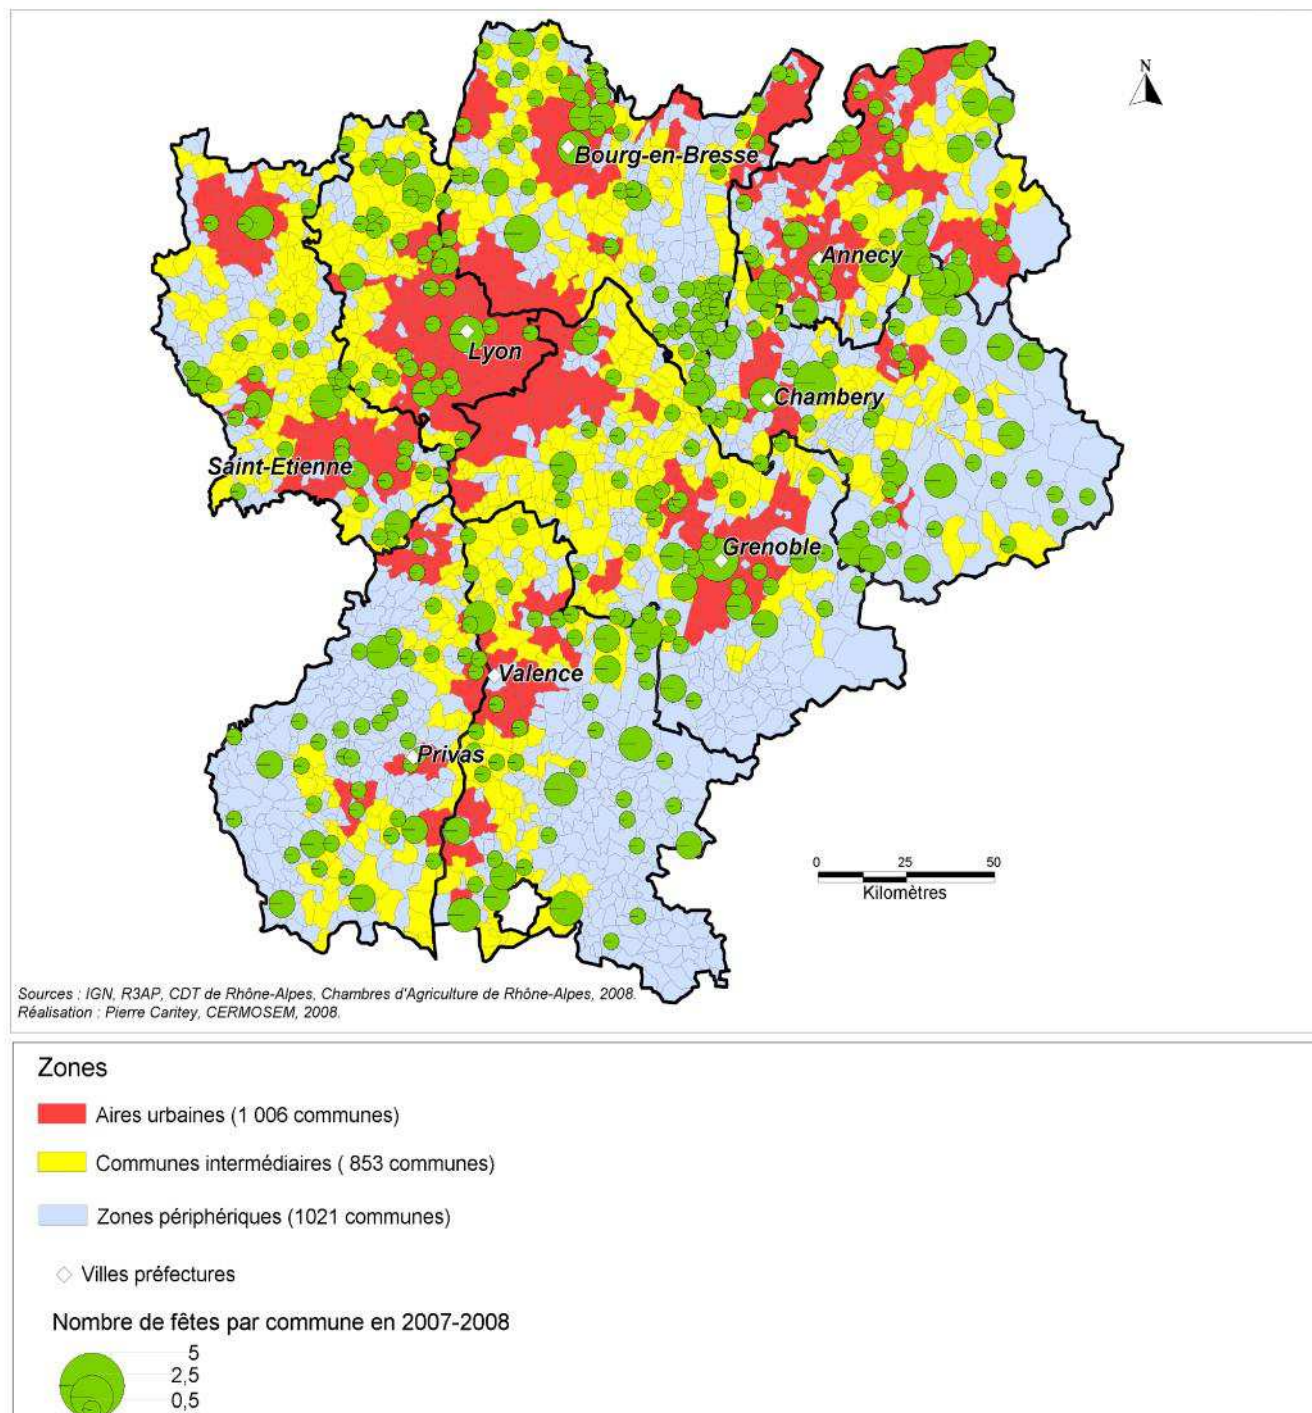 N
Bourg-en-Bresse
Annecy
Lyon
Chambery
Saint-Etienne
Grenoble
Valence
Privas
0 25 50
Kilomètres
Sources : IGN, R3AP, CDT de Rhône-Alpes, Chambres d'Agriculture de Rhône-Alpes, 2008.
Réalisation : Pierre Caritey, CERMOSEM, 2008.
Zones
Aires urbaines (1 006 communes)
Communes intermédiaires ( 853 communes)
Zones périphériques (1021 communes)
Villes préfectures
Nombre de fêtes par commune en 2007-2008
5
2,5
0,5